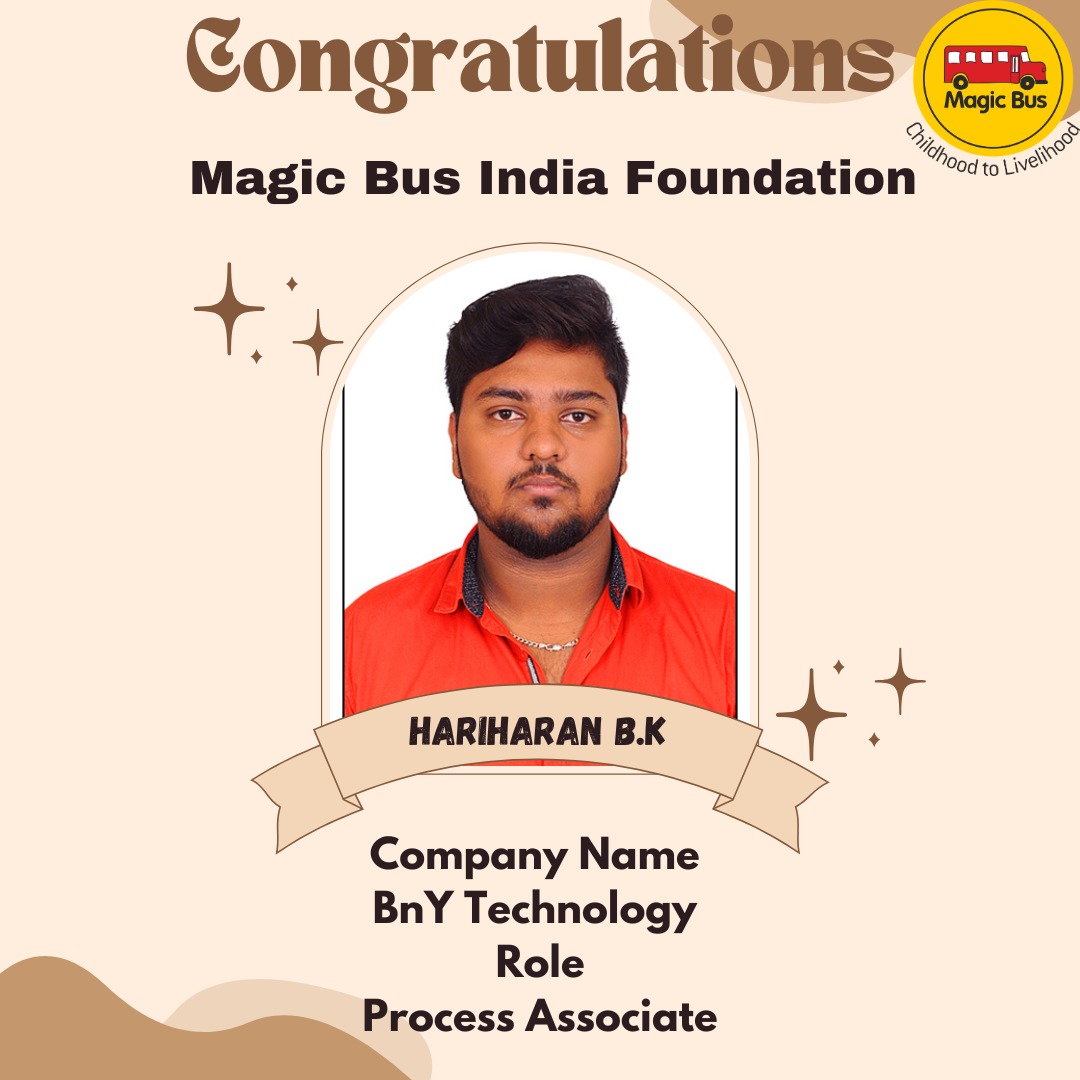 Congratulations
Magic Bus
Childhood to Livelihood
Magic Bus India Foundation
HARIHARAN B.K
Company Name
BnY Technology
Role
Process Associate